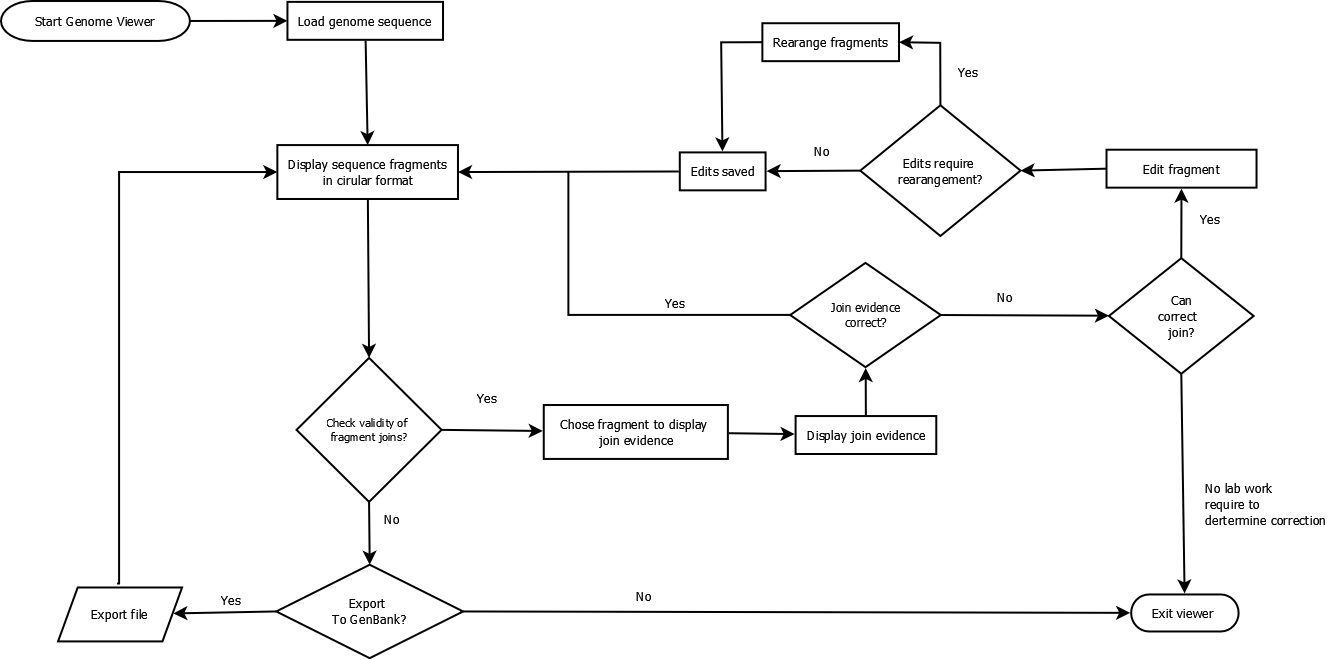 Start Genome Viewer
Load genome sequence
Rearange fragments
Yes
Display sequence fragments
in cirular format
Edits saved
No
Edits require
rearangement?
Edit fragment
Yes
Yes
Join evidence
correct?
No
Can
correct
join?
Check validity of
fragment joins?
Yes
Chose fragment to display
join evidence
Display join evidence
No
No lab work
require to
dertermine correction
Export file
Yes
Export
To GenBank?
No
Exit viewer